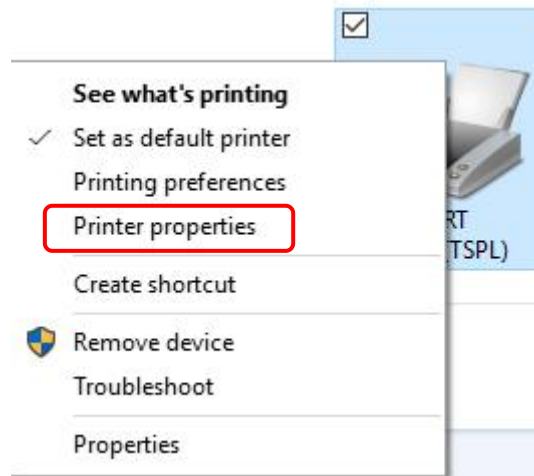 See what's printing
Set as default printer
Printing preferences
Printer properties
Create shortcut
Remove device
Troubleshoot
Properties
RT
(TSPL)